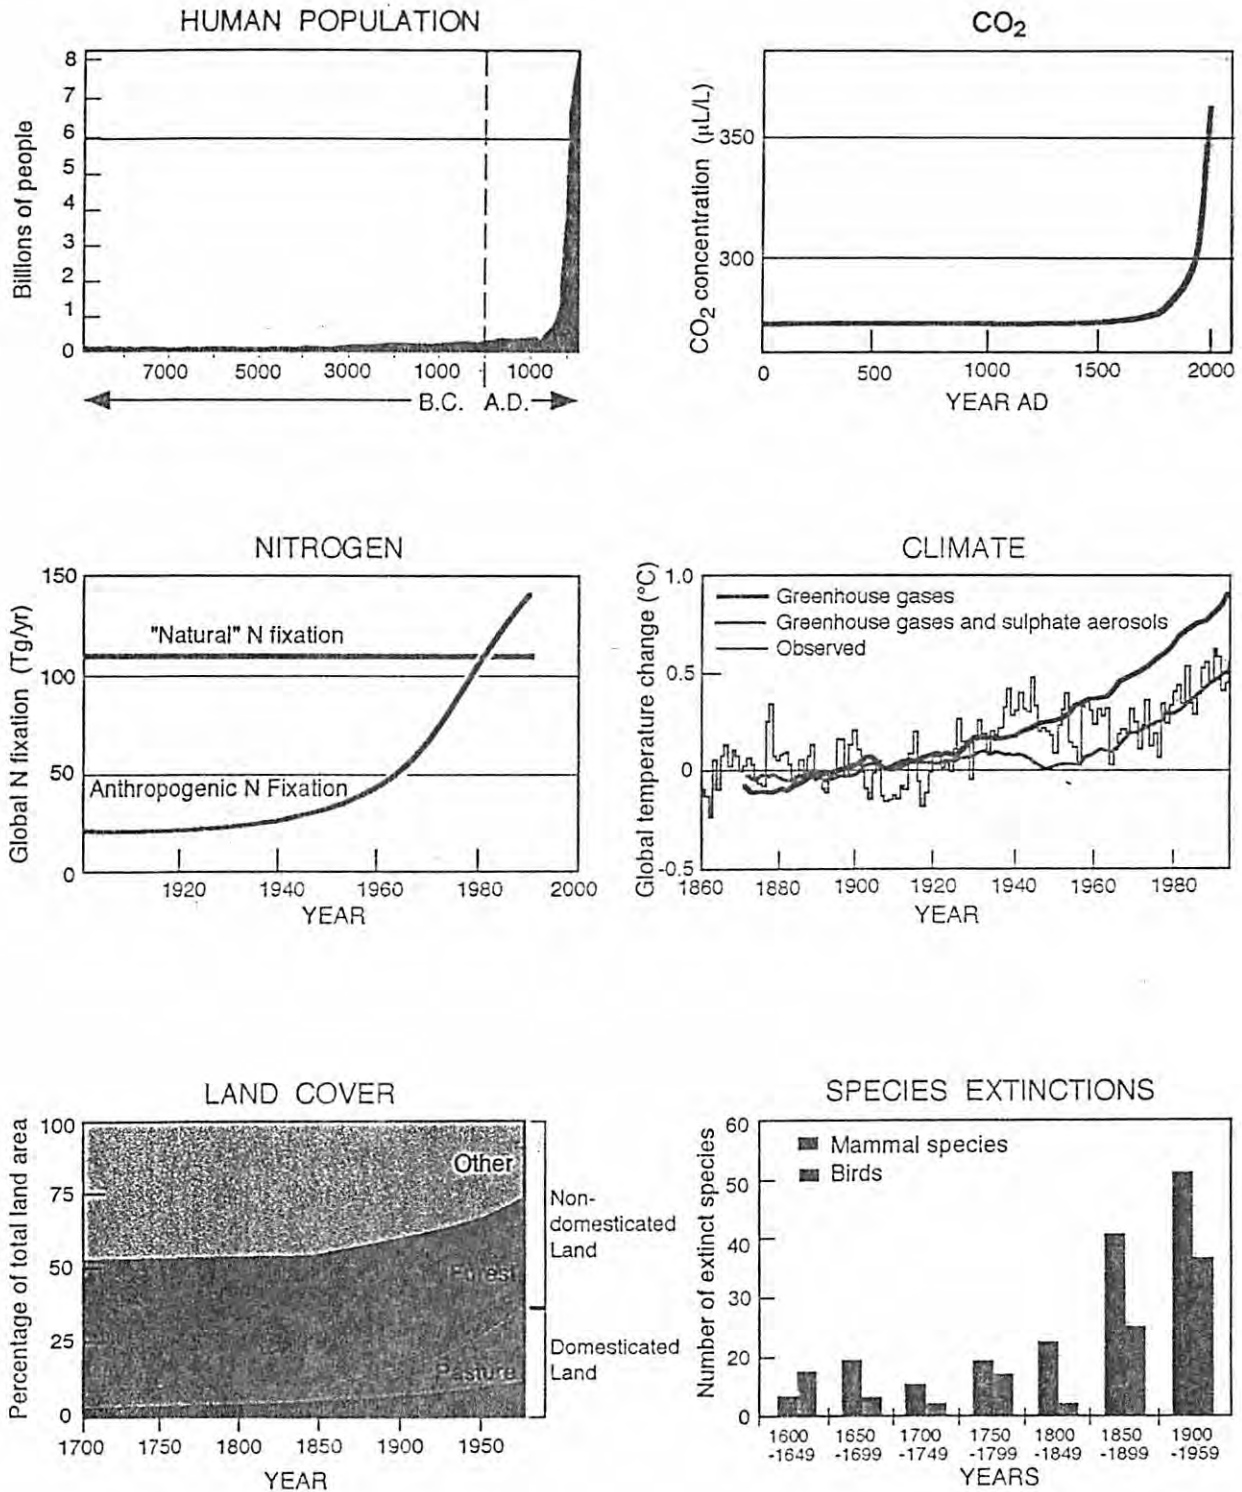 HUMAN POPULATION
8
7
6
5
4
3
2
1
0
Billions of people
7000 5000 3000 1000 1000
B.C. A.D.
CO₂
350
300
CO₂ concentration (μL/L)
0 500 1000 1500 2000
YEAR AD
NITROGEN
150
100
50
0
Global N fixation (Tg/yr)
"Natural" N fixation
Anthropogenic N Fixation
1920 1940 1960 1980 2000
YEAR
CLIMATE
1.0
0.5
0
-0.5
Global temperature change (°C)
Greenhouse gases
Greenhouse gases and sulphate aerosols
Observed
1860 1880 1900 1920 1940 1960 1980
YEAR
LAND COVER
100
75
50
25
0
Percentage of total land area
Other
Forest
Pasture
Non-
domesticated
Land
Domesticated
Land
1700 1750 1800 1850 1900 1950
YEAR
SPECIES EXTINCTIONS
60
50
40
30
20
0
Number of extinct species
Mammal species
Birds
1600 1650 1700 1750 1800 1850 1900
-1649 -1699 -1749 -1799 -1849 -1899 -1959
YEARS